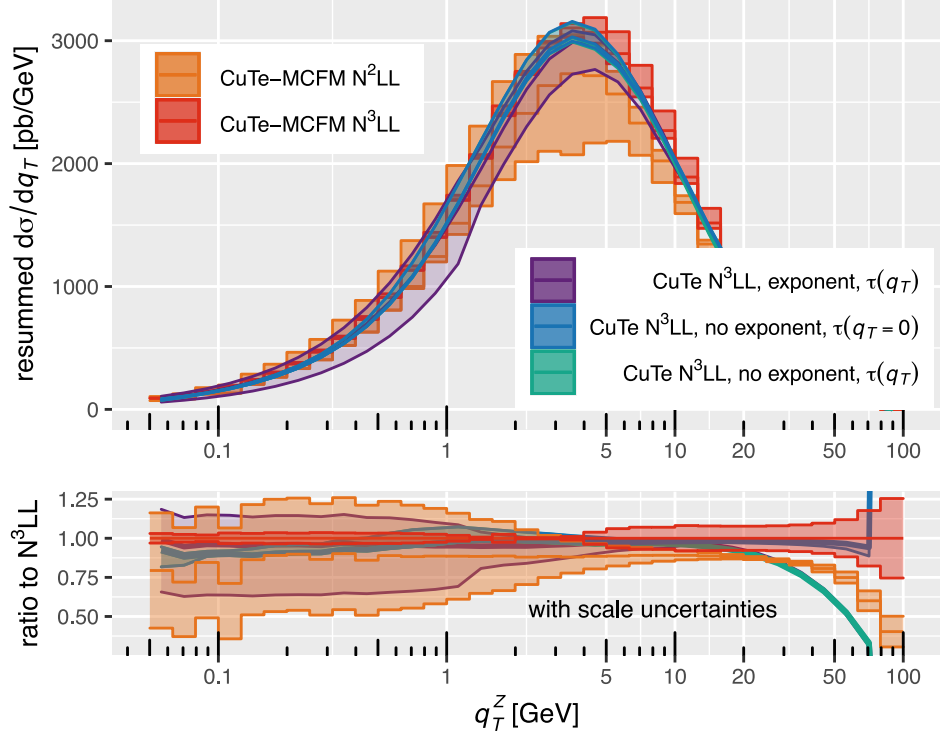 resummed dσ/dq_T [pb/GeV]
3000
2000
1000
0
CuTe−MCFM N²LL
CuTe−MCFM N³LL
CuTe N³LL, exponent, τ(q_T)
CuTe N³LL, no exponent, τ(q_T = 0)
CuTe N³LL, no exponent, τ(q_T)
0.1 1 5 10 20 50 100
ratio to N³LL
1.25
1.00
0.75
0.50
with scale uncertainties
0.1 1 5 10 20 50 100
q_T^Z [GeV]